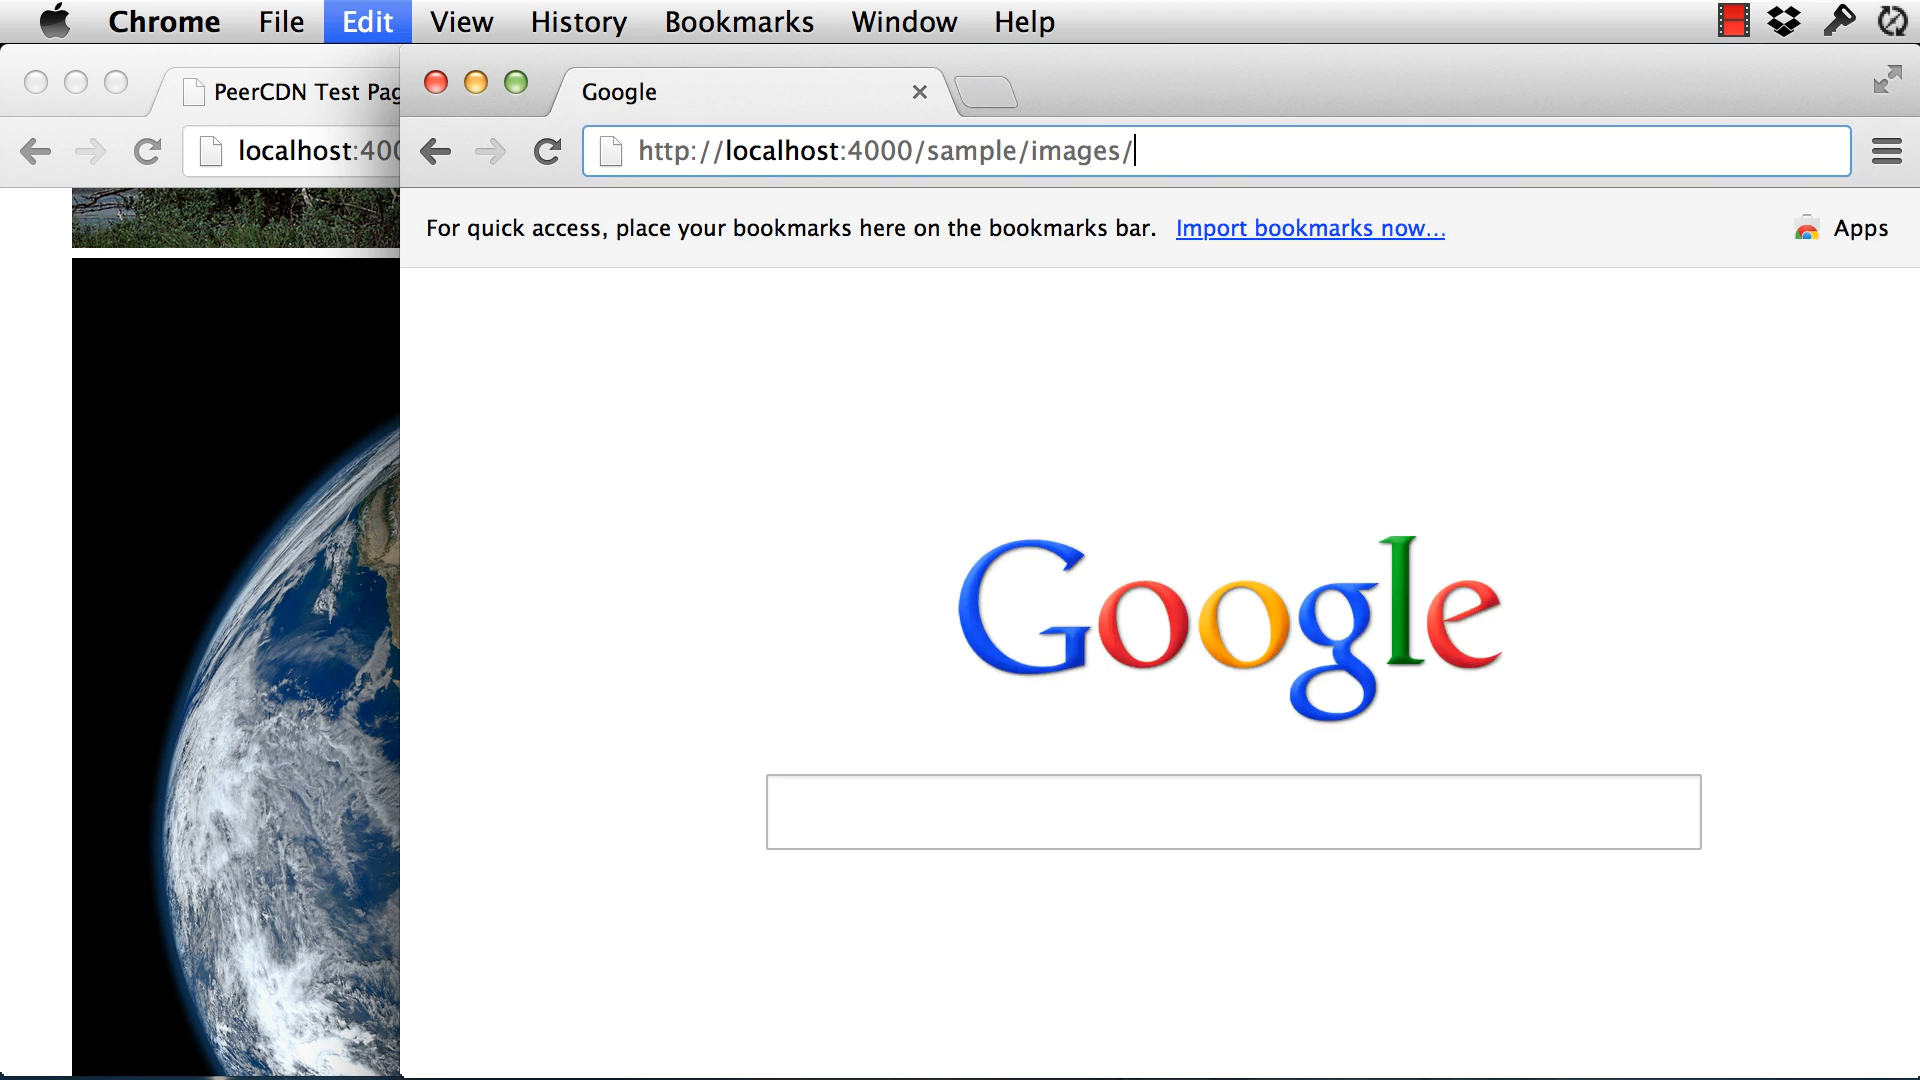 Chrome File Edit View History Bookmarks Window Help
PeerCDN Test Pag
Google
localhost:400
http://localhost:4000/sample/images/
For quick access, place your bookmarks here on the bookmarks bar. Import bookmarks now... Apps
Google